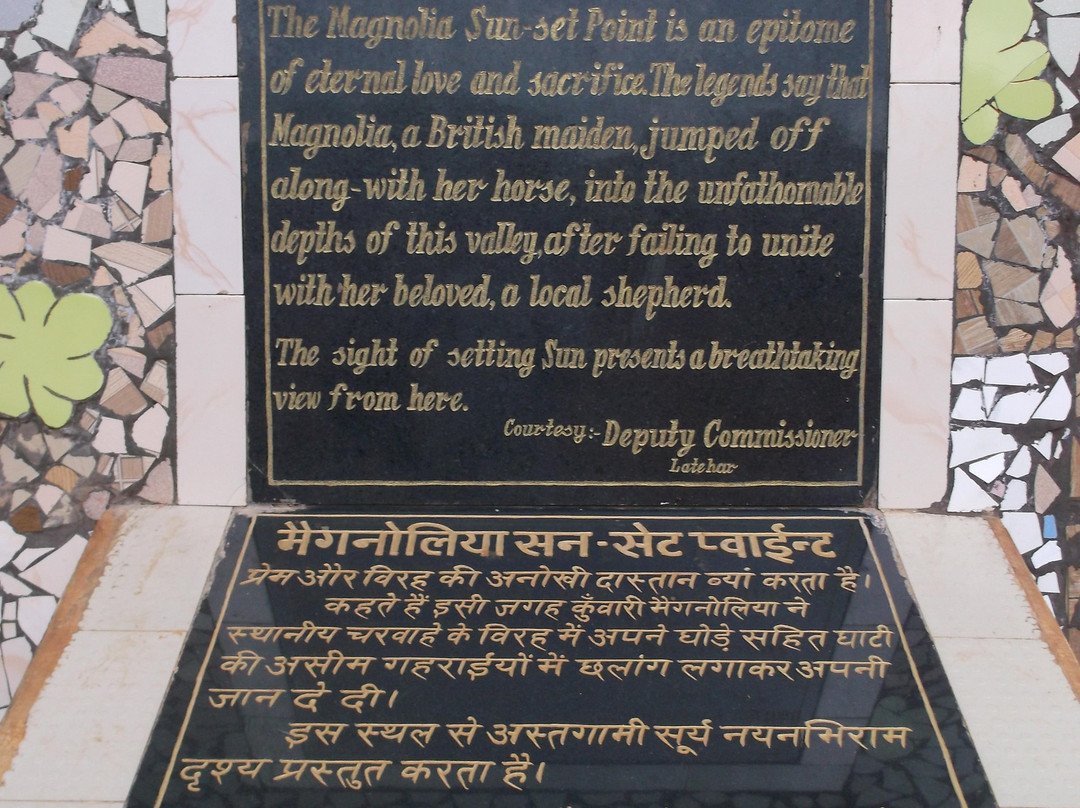 The Magnolia Sun-set Point is an epitome
of eternal love and sacrifice. The legends say that
Magnolia, a British maiden, jumped off
along-with her horse, into the unfathomable
depths of this valley, after failing to unite
with her beloved, a local shepherd.
The sight of setting Sun presents a breathtaking
view from here.
Courtesy:- Deputy Commissioner
Latehar
मैगनोलिया सन-सेट प्वाईन्ट
प्रेम और विरह की अनोखी दास्तान ब्यां करता है।
कहते हैं इसी जगह कुँवारी मैगनोलिया ने
स्थानीय चरवाहे के विरह में अपने घोड़े सहित घाटी
की असीम गहराईयों में छलांग लगाकर अपनी
जान दे दी।
इस स्थल से अस्तगामी सूर्य नयनाभिराम
दृश्य प्रस्तुत करता है।